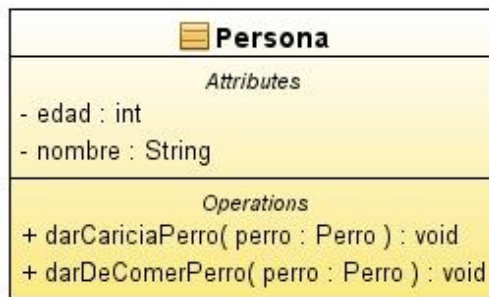 Persona
Attributes
- edad : int
- nombre : String
Operations
+ darCariciaPerro( perro : Perro ) : void
+ darDeComerPerro( perro : Perro ) : void